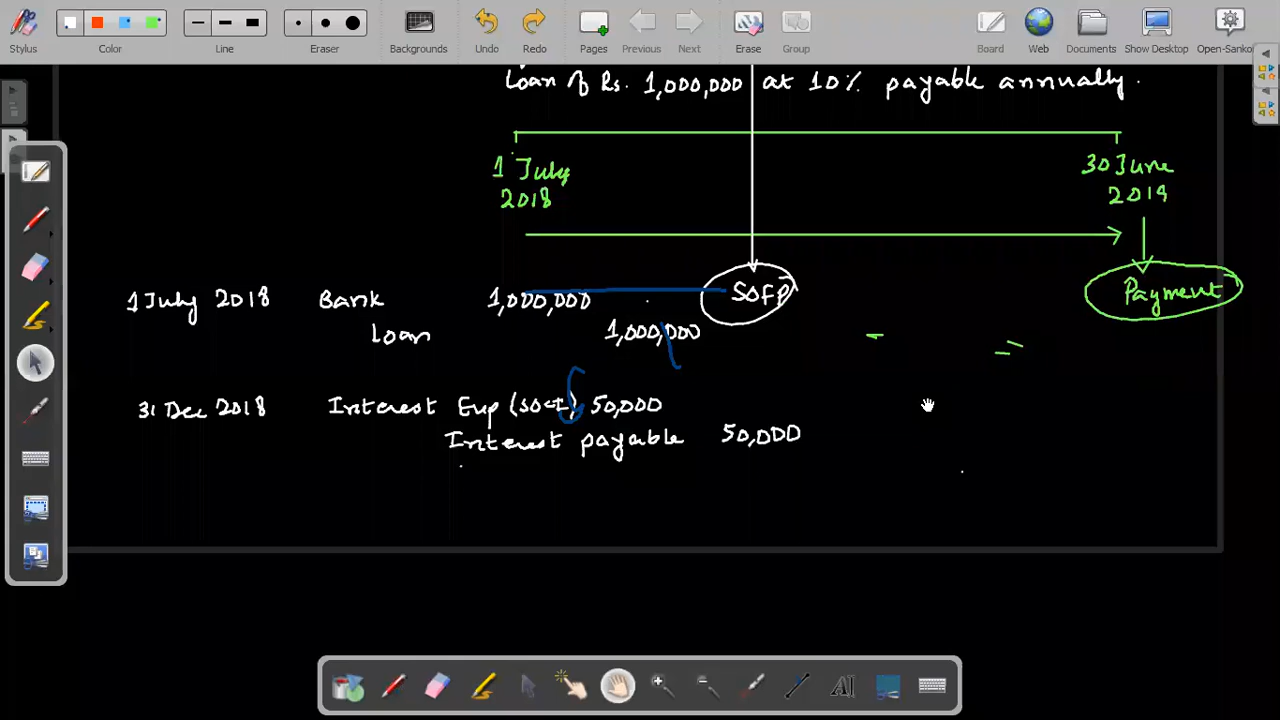 Stylus
Color
Line
Eraser
Backgrounds
Undo
Redo
Pages
Previous
Next
Erase
Group
Board
Web
Documents
Show Desktop
Open-Sanko
Loan of Rs. 1,000,000 at 10% payable annually.
1 July
2018
30 June
2019
1 July 2018 Bank 1,000,000
SOFP
Payment
Loan 1,000,000
31 Dec 2018 Interest Exp (SOCI) 50,000
Interest payable 50,000
AI